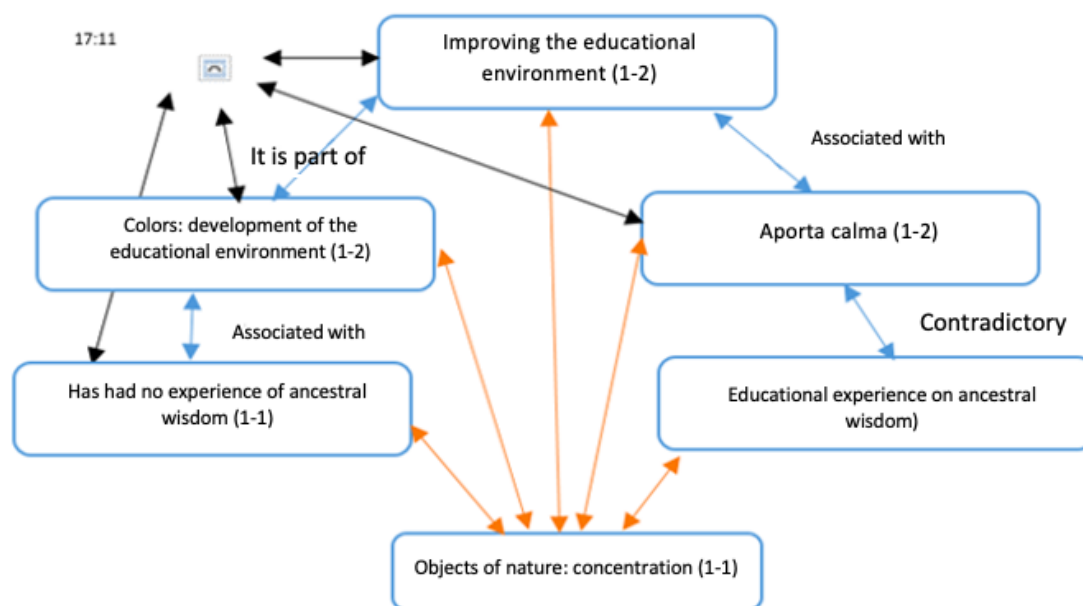 17:11
Improving the educational
environment (1-2)
Associated with
It is part of
Colors: development of the
educational environment (1-2)
Aporta calma (1-2)
Associated with
Contradictory
Has had no experience of ancestral
wisdom (1-1)
Educational experience on ancestral
wisdom)
Objects of nature: concentration (1-1)